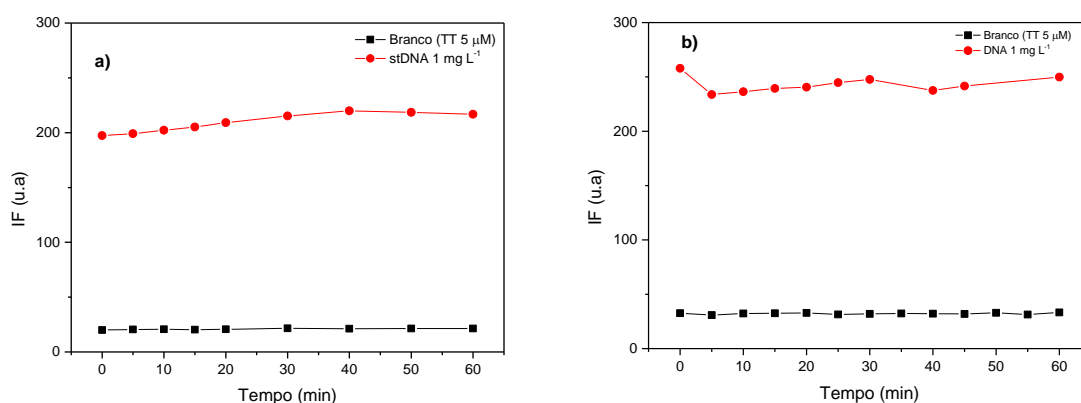 a)
Branco (TT 5 μM)
stDNA 1 mg L⁻¹
300
200
100
0
IF (u.a)
0 10 20 30 40 50 60
Tempo (min)
b)
Branco (TT 5 μM)
DNA 1 mg L⁻¹
300
200
100
0
IF (u.a)
0 10 20 30 40 50 60
Tempo (min)